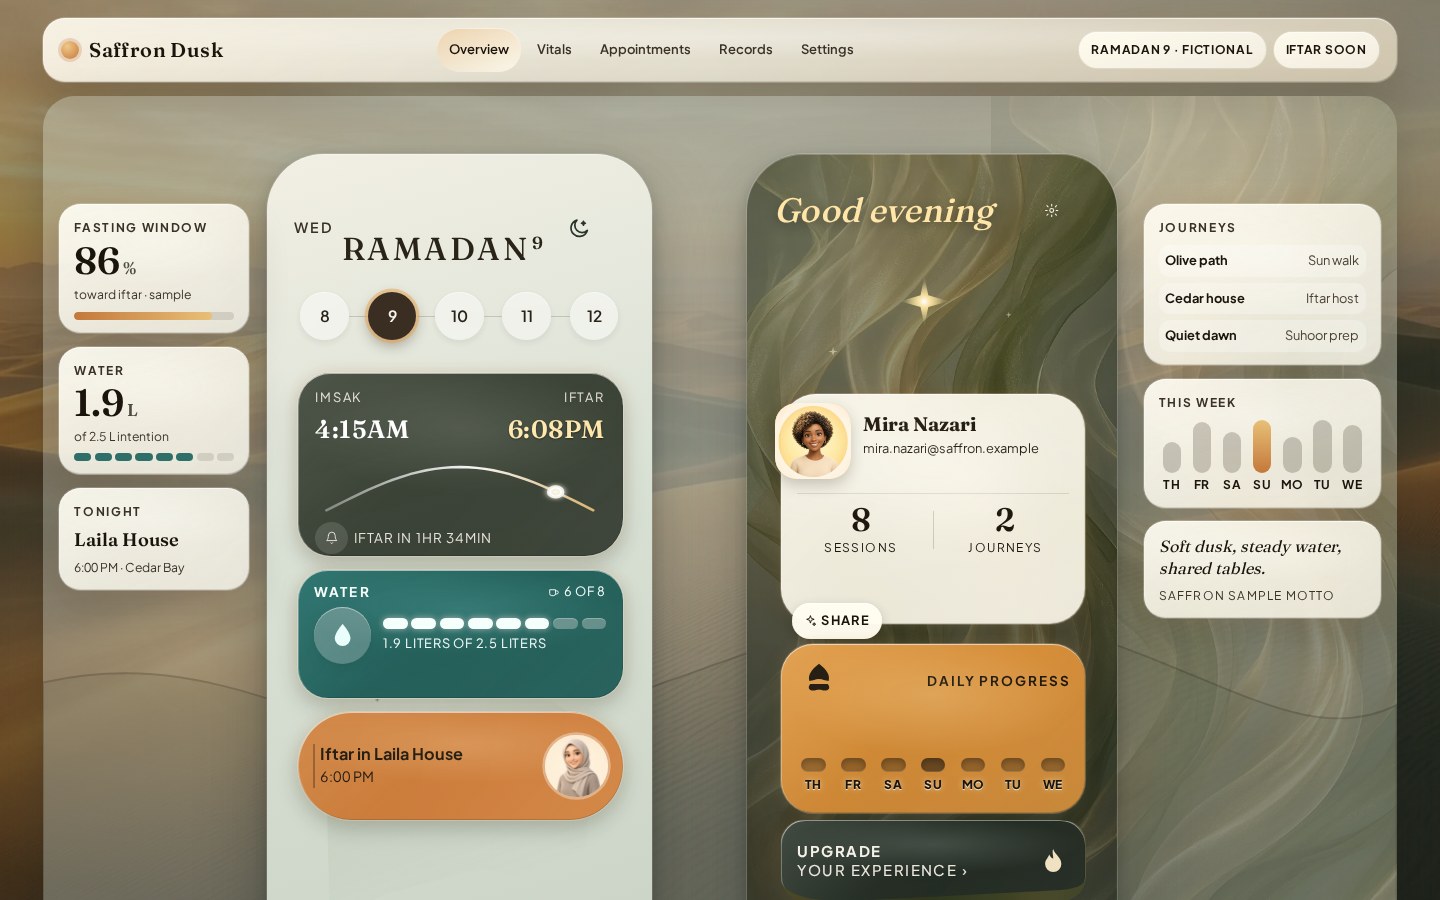 Saffron Dusk
Overview
Vitals
Appointments
Records
Settings
RAMADAN 9 · FICTIONAL
IFTAR SOON
FASTING WINDOW
86%
toward iftar · sample
WATER
1.9 L
of 2.5 L intention
TONIGHT
Laila House
6:00 PM · Cedar Bay
WED
RAMADAN 9
8 9 10 11 12
IMSAK IFTAR
4:15AM 6:08PM
IFTAR IN 1HR 34MIN
WATER 6 OF 8
1.9 LITERS OF 2.5 LITERS
Iftar in Laila House
6:00 PM
Good evening
Mira Nazari
mira.nazari@saffron.example
8 2
SESSIONS JOURNEYS
SHARE
DAILY PROGRESS
TH FR SA SU MO TU WE
UPGRADE
YOUR EXPERIENCE ›
JOURNEYS
Olive path Sun walk
Cedar house Iftar host
Quiet dawn Suhoor prep
THIS WEEK
TH FR SA SU MO TU WE
Soft dusk, steady water,
shared tables.
SAFFRON SAMPLE MOTTO